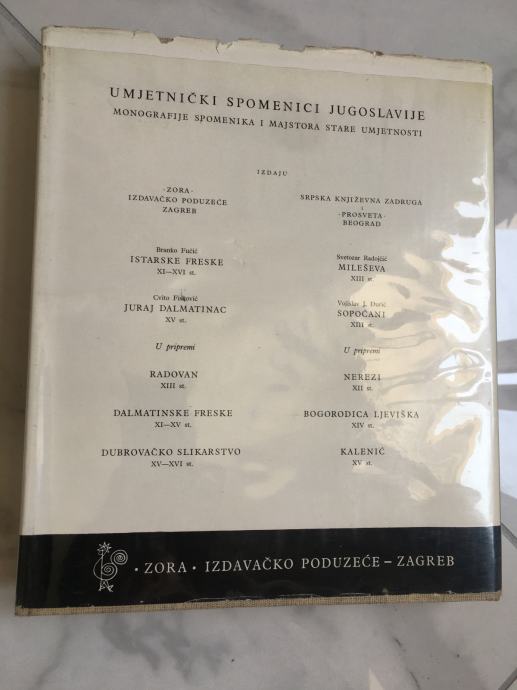 UMJETNIČKI SPOMENICI JUGOSLAVIJE
MONOGRAFIJE SPOMENIKA I MAJSTORA STARE UMJETNOSTI
IZDAJU
·ZORA·
IZDAVAČKO PODUZEĆE
ZAGREB
Branko Fučić
ISTARSKE FRESKE
XI—XVI st.
Cvito Fisković
JURAJ DALMATINAC
XV st.
U pripremi
RADOVAN
XIII st.
DALMATINSKE FRESKE
XI—XV st.
DUBROVAČKO SLIKARSTVO
XV—XVI st.
SRPSKA KNJIŽEVNA ZADRUGA
i
·PROSVETA·
BEOGRAD
Svetozar Radojčić
MILEŠEVA
XIII st.
Vojislav J. Đurić
SOPOĆANI
XIII st.
U pripremi
NEREZI
XII st.
BOGORODICA LJEVIŠKA
XIV st.
KALENIĆ
XV st.
· ZORA · IZDAVAČKO PODUZEĆE – ZAGREB